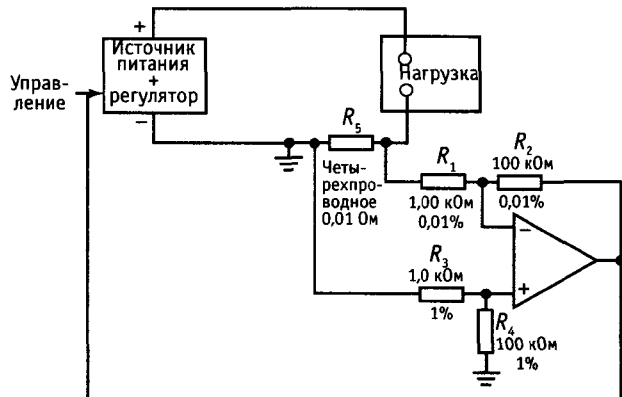 +
Источник
питания
+
регулятор
−
Управ-
ление
Нагрузка
R5
Четы-
рехпро-
водное
0,01 Ом
R1
1,00 кОм
0,01%
R2
100 кОм
0,01%
−
+
R3
1,0 кОм
1%
R4
100 кОм
1%